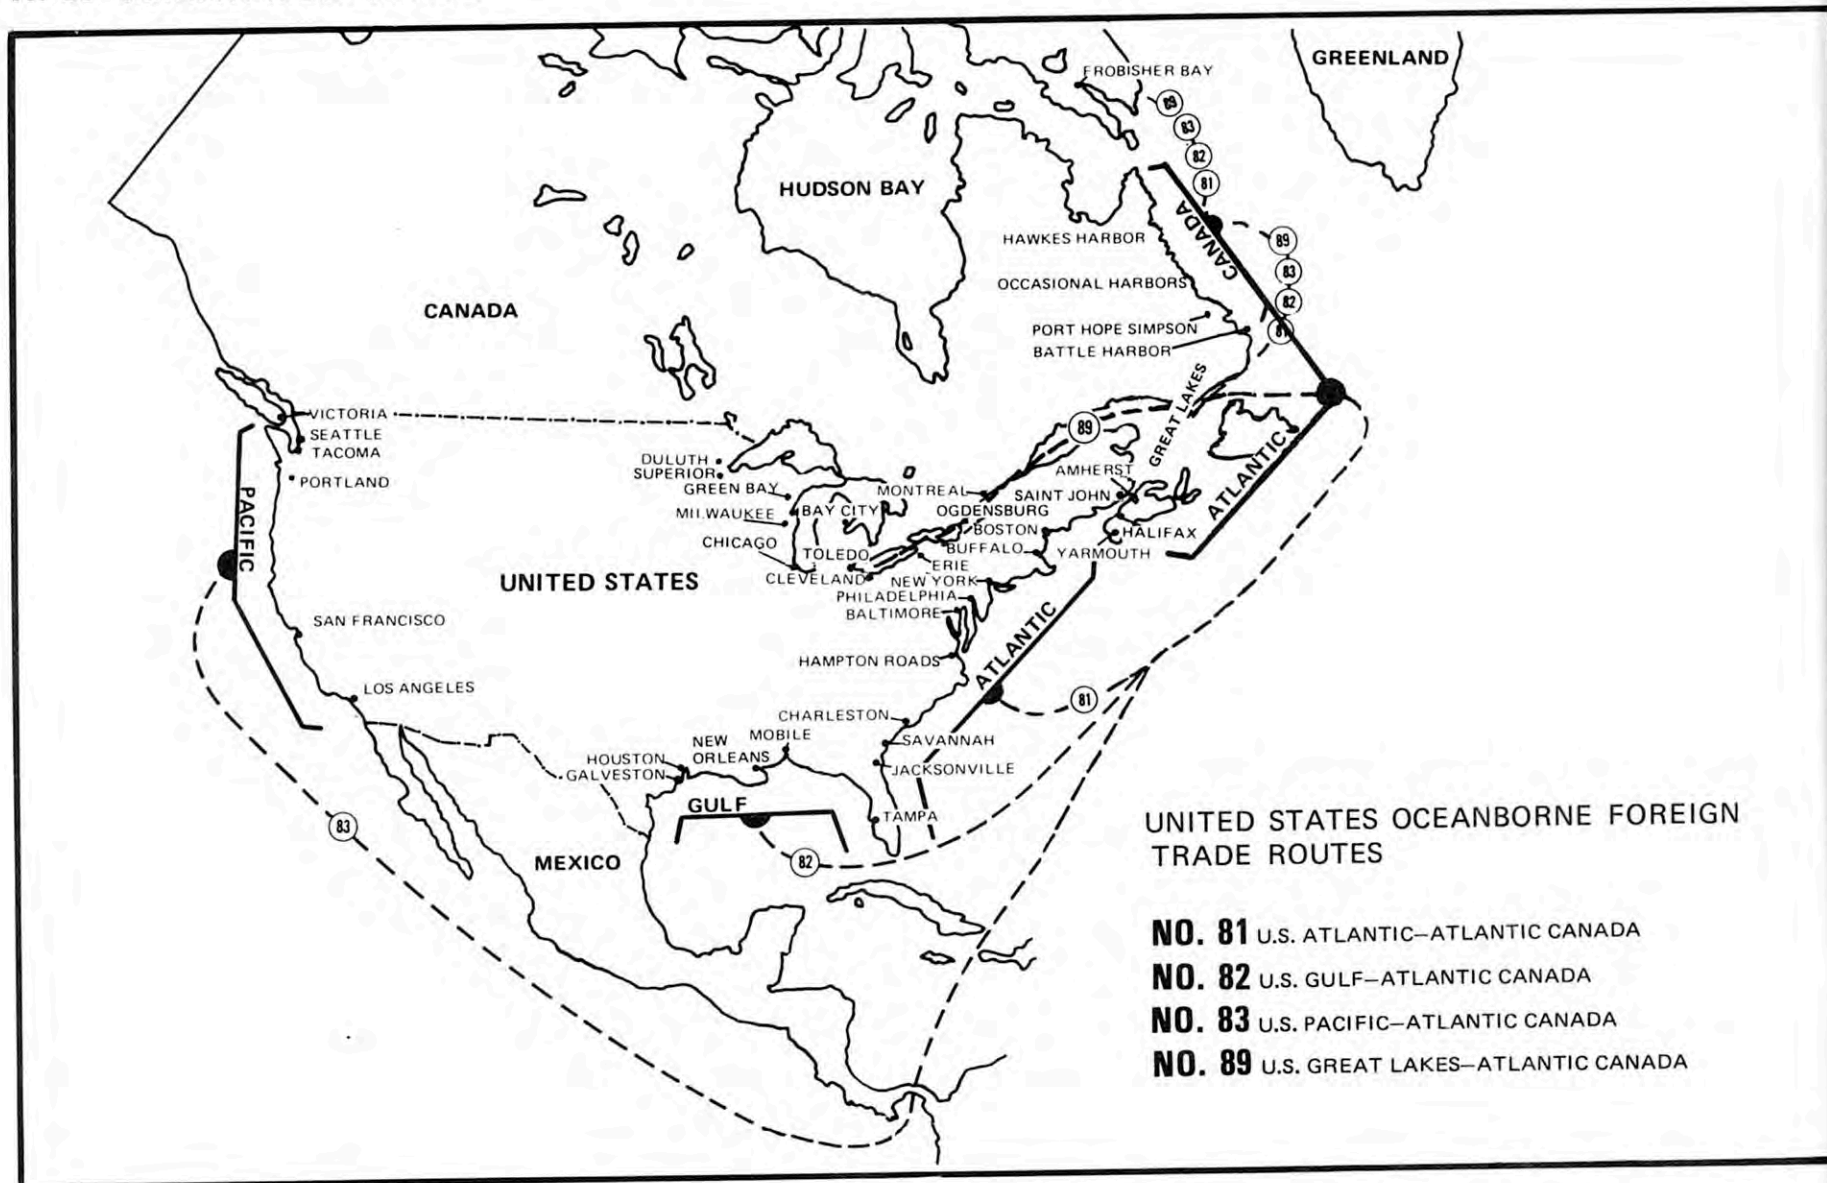 GREENLAND
FROBISHER BAY
89
83
82
81
HUDSON BAY
CANADA
HAWKES HARBOR
89
83
82
81
OCCASIONAL HARBORS
CANADA
PORT HOPE SIMPSON
BATTLE HARBOR
GREAT LAKES
VICTORIA
SEATTLE
TACOMA
PORTLAND
PACIFIC
DULUTH
SUPERIOR
GREEN BAY
MILWAUKEE
BAY CITY
CHICAGO
TOLEDO
CLEVELAND
89
MONTREAL
AMHERST
SAINT JOHN
OGDENSBURG
BOSTON
HALIFAX
BUFFALO
YARMOUTH
ERIE
NEW YORK
PHILADELPHIA
BALTIMORE
ATLANTIC
ATLANTIC
UNITED STATES
SAN FRANCISCO
HAMPTON ROADS
LOS ANGELES
81
CHARLESTON
NEW
ORLEANS
MOBILE
SAVANNAH
HOUSTON
GALVESTON
JACKSONVILLE
GULF
TAMPA
83
82
MEXICO
UNITED STATES OCEANBORNE FOREIGN
TRADE ROUTES
NO. 81 U.S. ATLANTIC–ATLANTIC CANADA
NO. 82 U.S. GULF–ATLANTIC CANADA
NO. 83 U.S. PACIFIC–ATLANTIC CANADA
NO. 89 U.S. GREAT LAKES–ATLANTIC CANADA